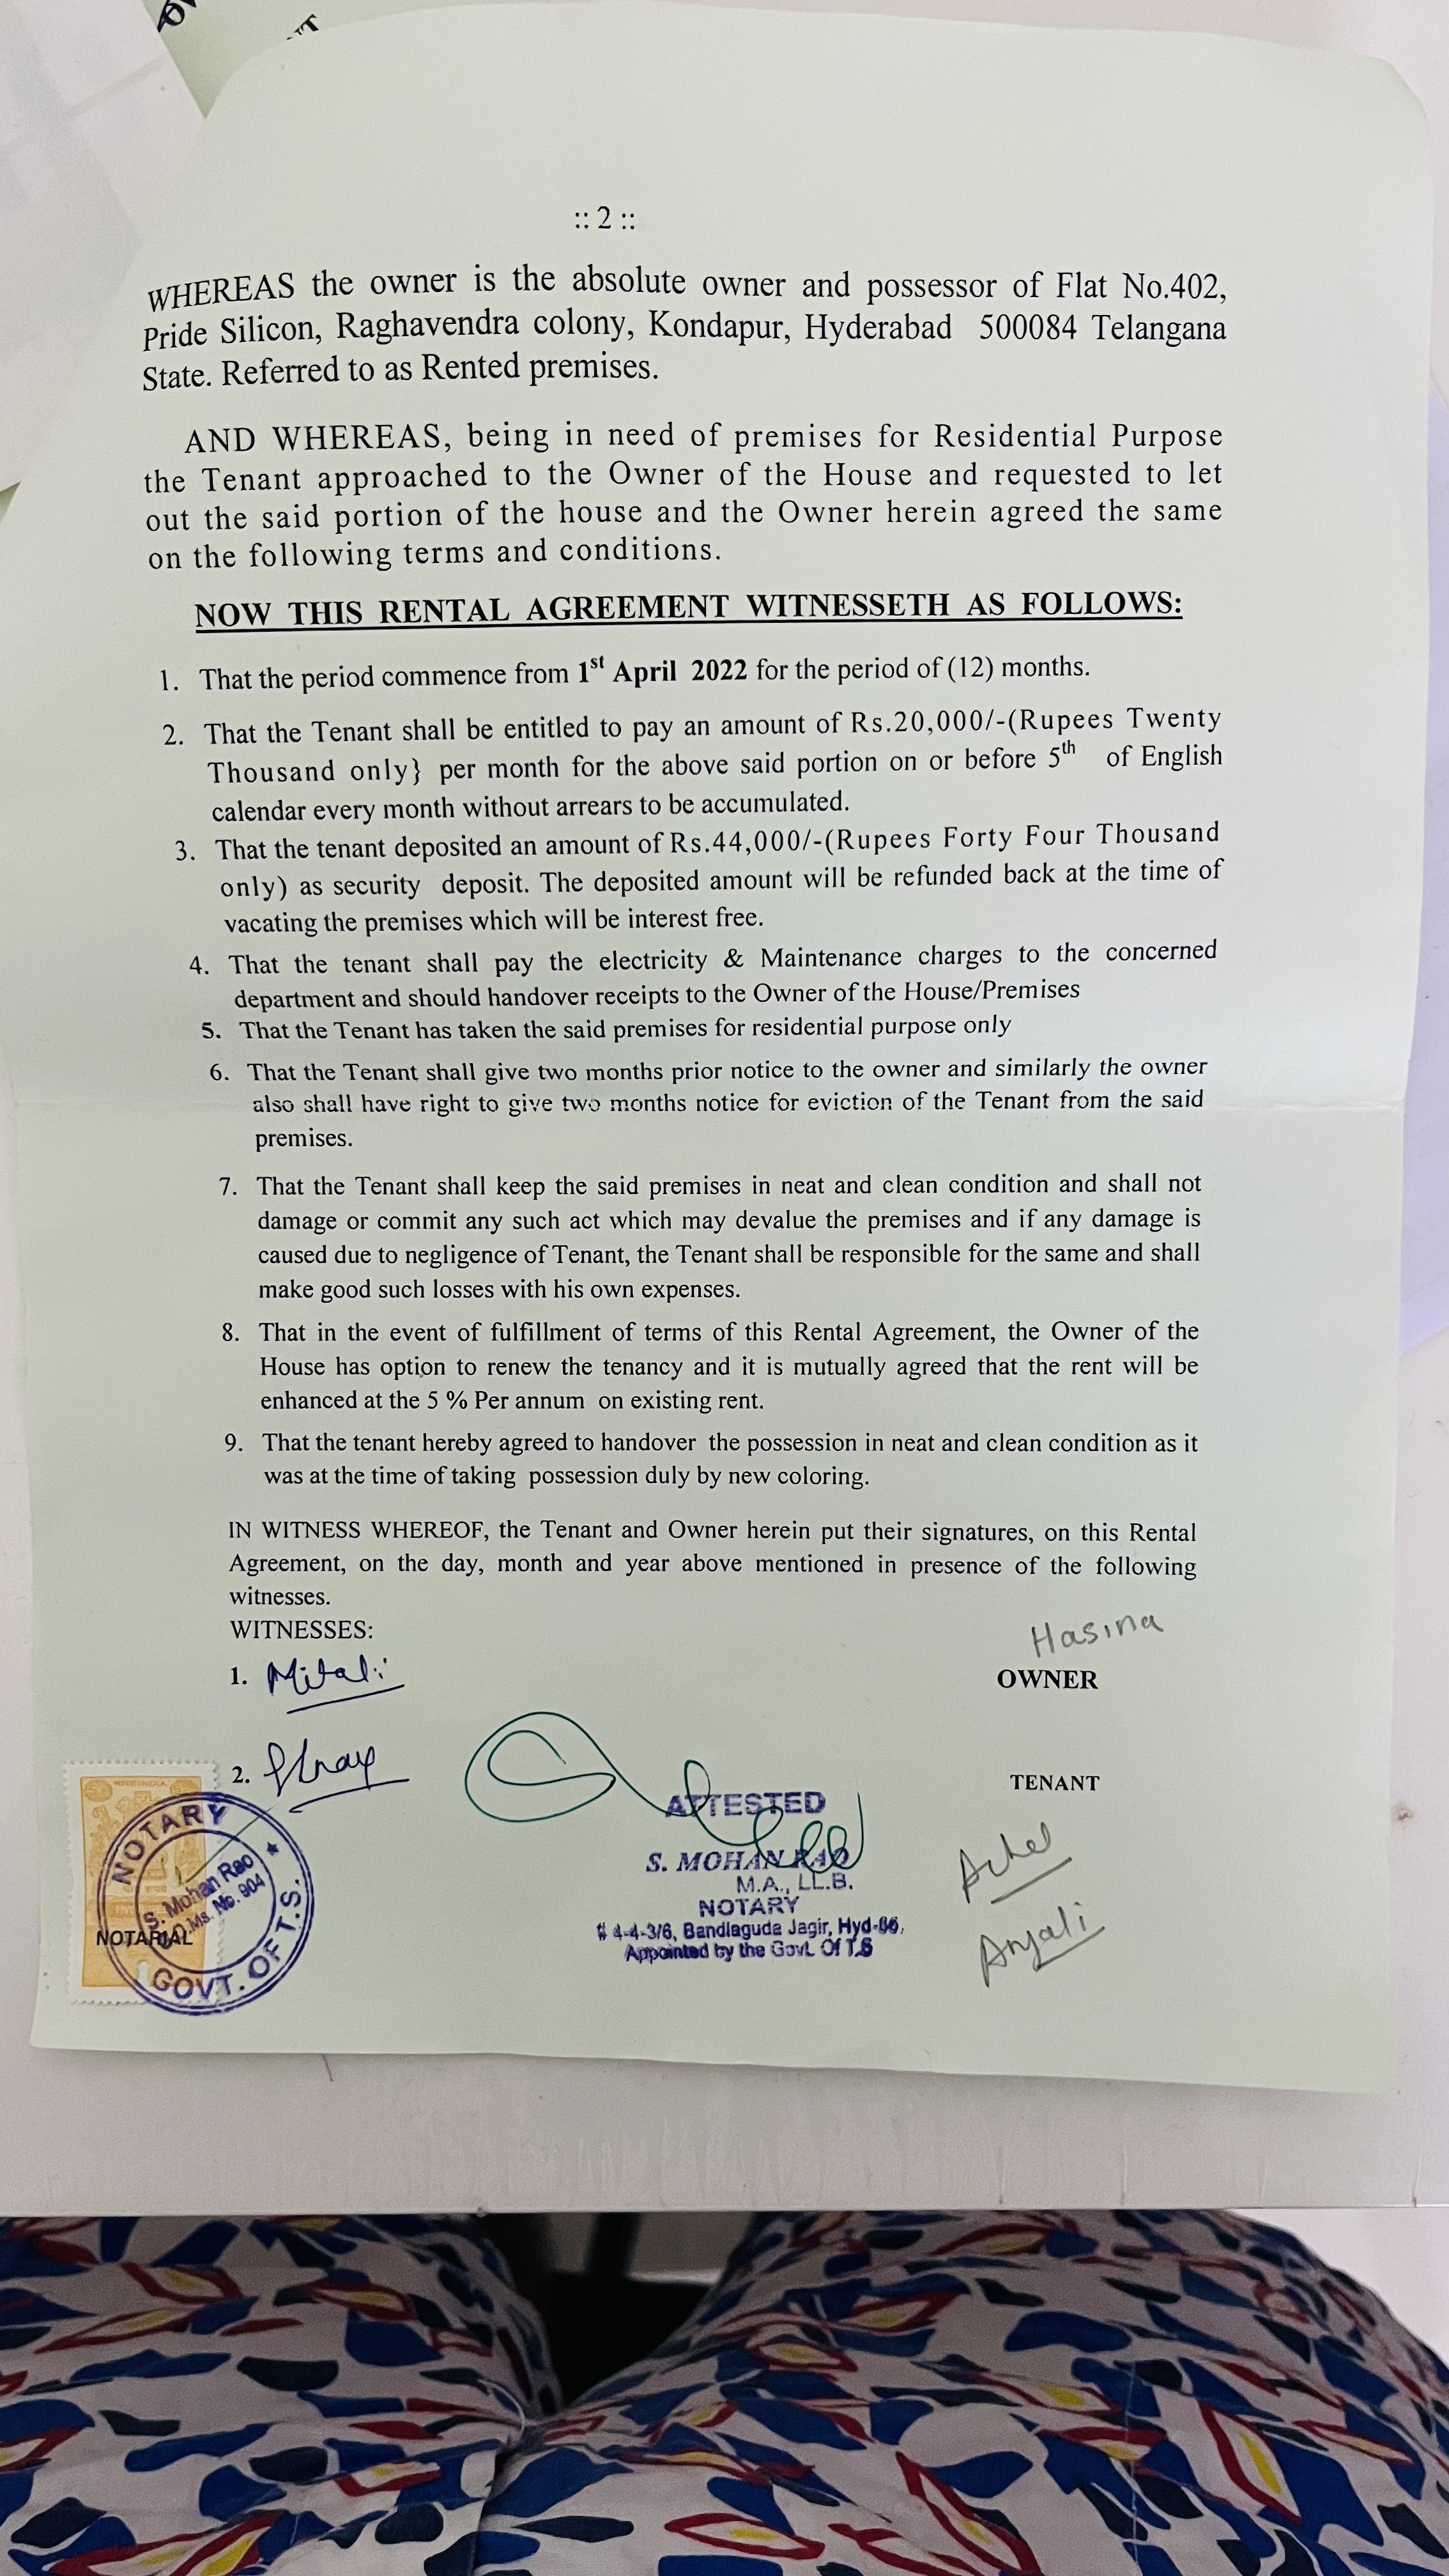 :: 2 ::
WHEREAS the owner is the absolute owner and possessor of Flat No.402,
Pride Silicon, Raghavendra colony, Kondapur, Hyderabad 500084 Telangana
State. Referred to as Rented premises.
AND WHEREAS, being in need of premises for Residential Purpose
the Tenant approached to the Owner of the House and requested to let
out the said portion of the house and the Owner herein agreed the same
on the following terms and conditions.
NOW THIS RENTAL AGREEMENT WITNESSETH AS FOLLOWS:
1. That the period commence from 1st April 2022 for the period of (12) months.
2. That the Tenant shall be entitled to pay an amount of Rs.20,000/-(Rupees Twenty
Thousand only} per month for the above said portion on or before 5th of English
calendar every month without arrears to be accumulated.
3. That the tenant deposited an amount of Rs.44,000/-(Rupees Forty Four Thousand
only) as security deposit. The deposited amount will be refunded back at the time of
vacating the premises which will be interest free.
4. That the tenant shall pay the electricity & Maintenance charges to the concerned
department and should handover receipts to the Owner of the House/Premises
5. That the Tenant has taken the said premises for residential purpose only
6. That the Tenant shall give two months prior notice to the owner and similarly the owner
also shall have right to give two months notice for eviction of the Tenant from the said
premises.
7. That the Tenant shall keep the said premises in neat and clean condition and shall not
damage or commit any such act which may devalue the premises and if any damage is
caused due to negligence of Tenant, the Tenant shall be responsible for the same and shall
make good such losses with his own expenses.
8. That in the event of fulfillment of terms of this Rental Agreement, the Owner of the
House has option to renew the tenancy and it is mutually agreed that the rent will be
enhanced at the 5 % Per annum on existing rent.
9. That the tenant hereby agreed to handover the possession in neat and clean condition as it
was at the time of taking possession duly by new coloring.
IN WITNESS WHEREOF, the Tenant and Owner herein put their signatures, on this Rental
Agreement, on the day, month and year above mentioned in presence of the following
witnesses.
WITNESSES:
Hasina
OWNER
1. Mitali
2.
TENANT
Anjali
ATTESTED
S. MOHAN RAO
M.A., LL.B.
NOTARY
# 4-4-3/6, Bandlaguda Jagir, Hyd-86.
Appointed by the Govt. Of T.S
NOTARY
S. Mohan Rao
G.O.Ms. No. 904
GOVT. OF T.S.
NOTARIAL